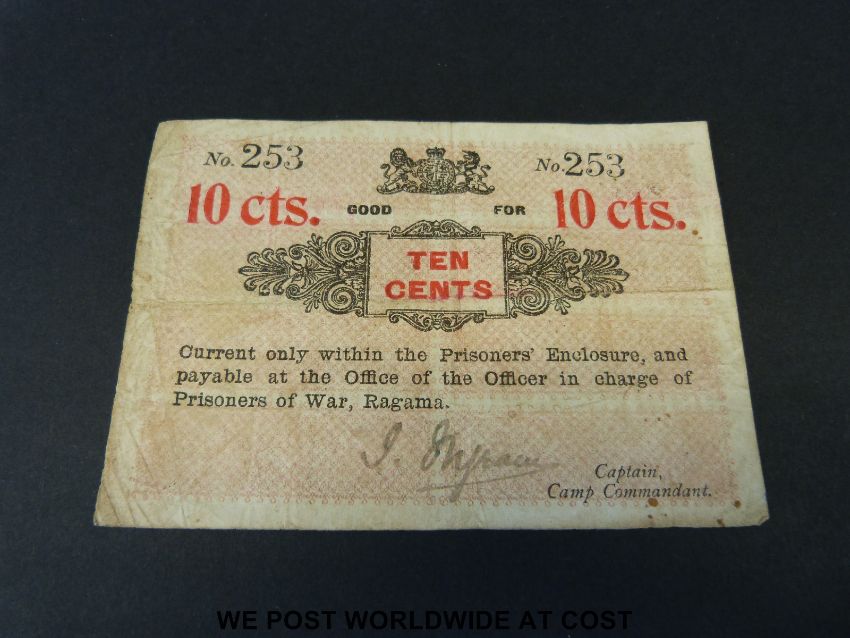 No. 253 No. 253
10 cts. GOOD FOR 10 cts.
TEN
CENTS
Current only within the Prisoners' Enclosure, and
payable at the Office of the Officer in charge of
Prisoners of War, Ragama.
Captain,
Camp Commandant.
WE POST WORLDWIDE AT COST